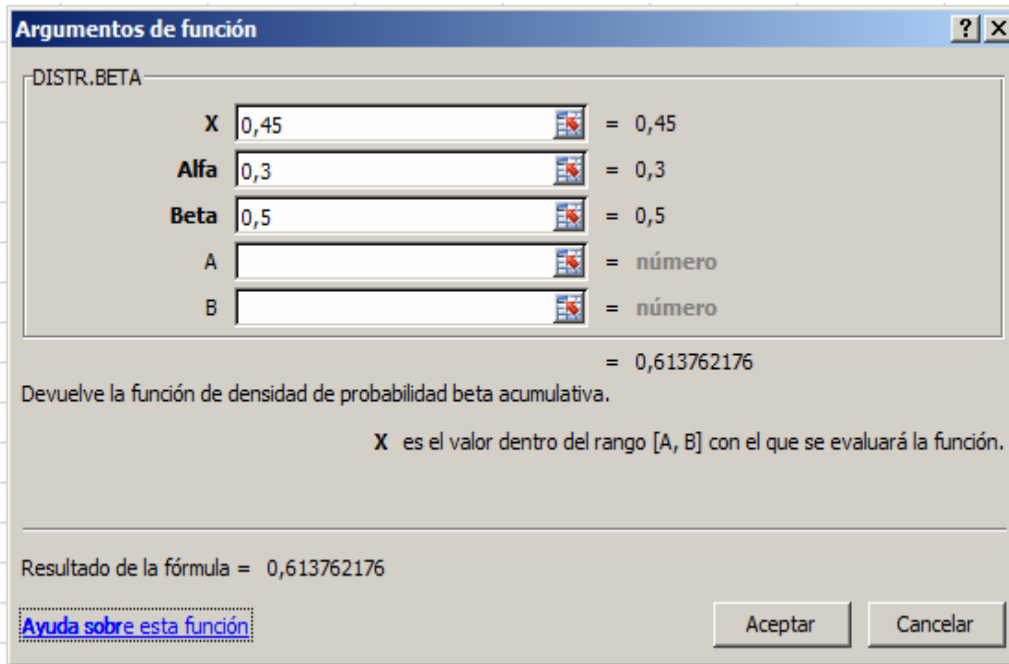 Argumentos de función
DISTR.BETA
X 0,45 = 0,45
Alfa 0,3 = 0,3
Beta 0,5 = 0,5
A = número
B = número
= 0,613762176
Devuelve la función de densidad de probabilidad beta acumulativa.
X es el valor dentro del rango [A, B] con el que se evaluará la función.
Resultado de la fórmula = 0,613762176
Ayuda sobre esta función Aceptar Cancelar